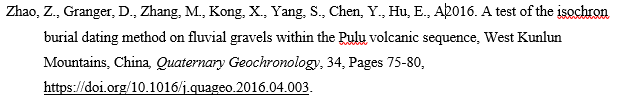 Zhao, Z., Granger, D., Zhang, M., Kong, X., Yang, S., Chen, Y., Hu, E., A2016. A test of the isochron
burial dating method on fluvial gravels within the Pulu volcanic sequence, West Kunlun
Mountains, China, Quaternary Geochronology, 34, Pages 75-80,
https://doi.org/10.1016/j.quageo.2016.04.003.